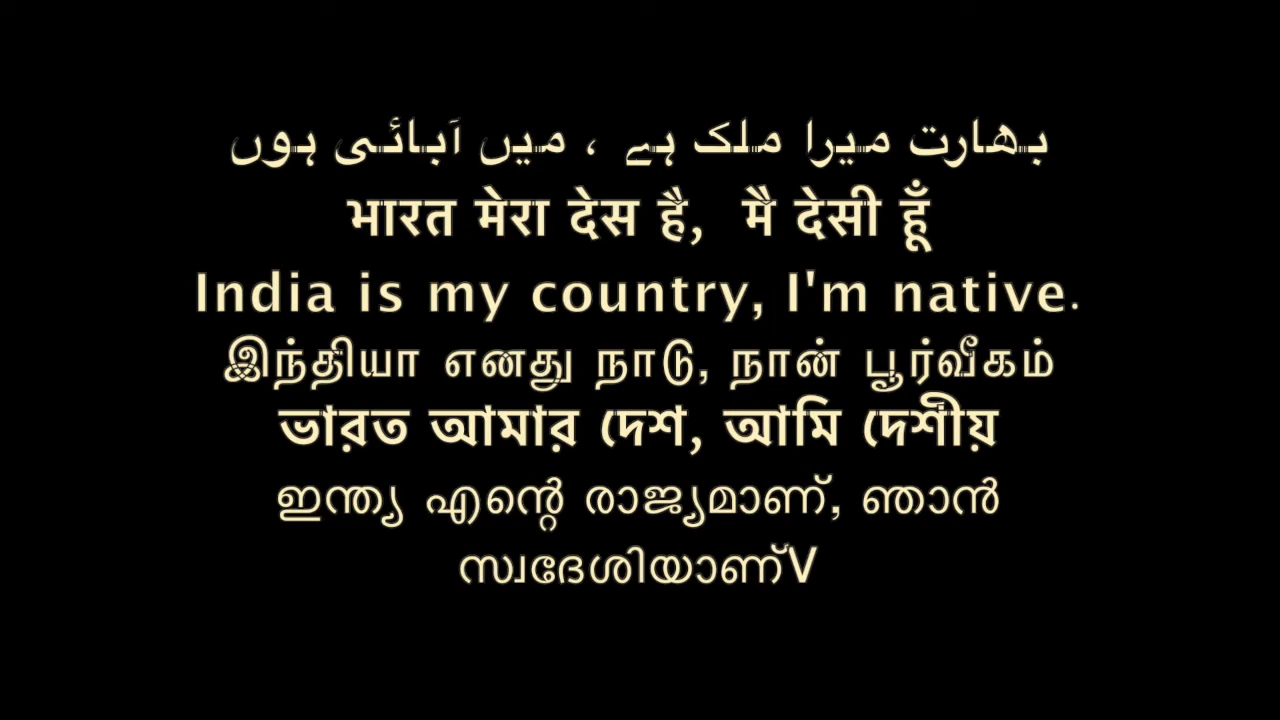 بھارت میرا ملک ہے ، میں آبائی ہوں
भारत मेरा देस है, मै देसी हूँ
India is my country, I'm native.
இந்தியா எனது நாடு, நான் பூர்வீகம்
ভারত আমার দেশ, আমি দেশীয়
ഇന്ത്യ എന്റെ രാജ്യമാണ്, ഞാൻ
സ്വദേശിയാണ്V